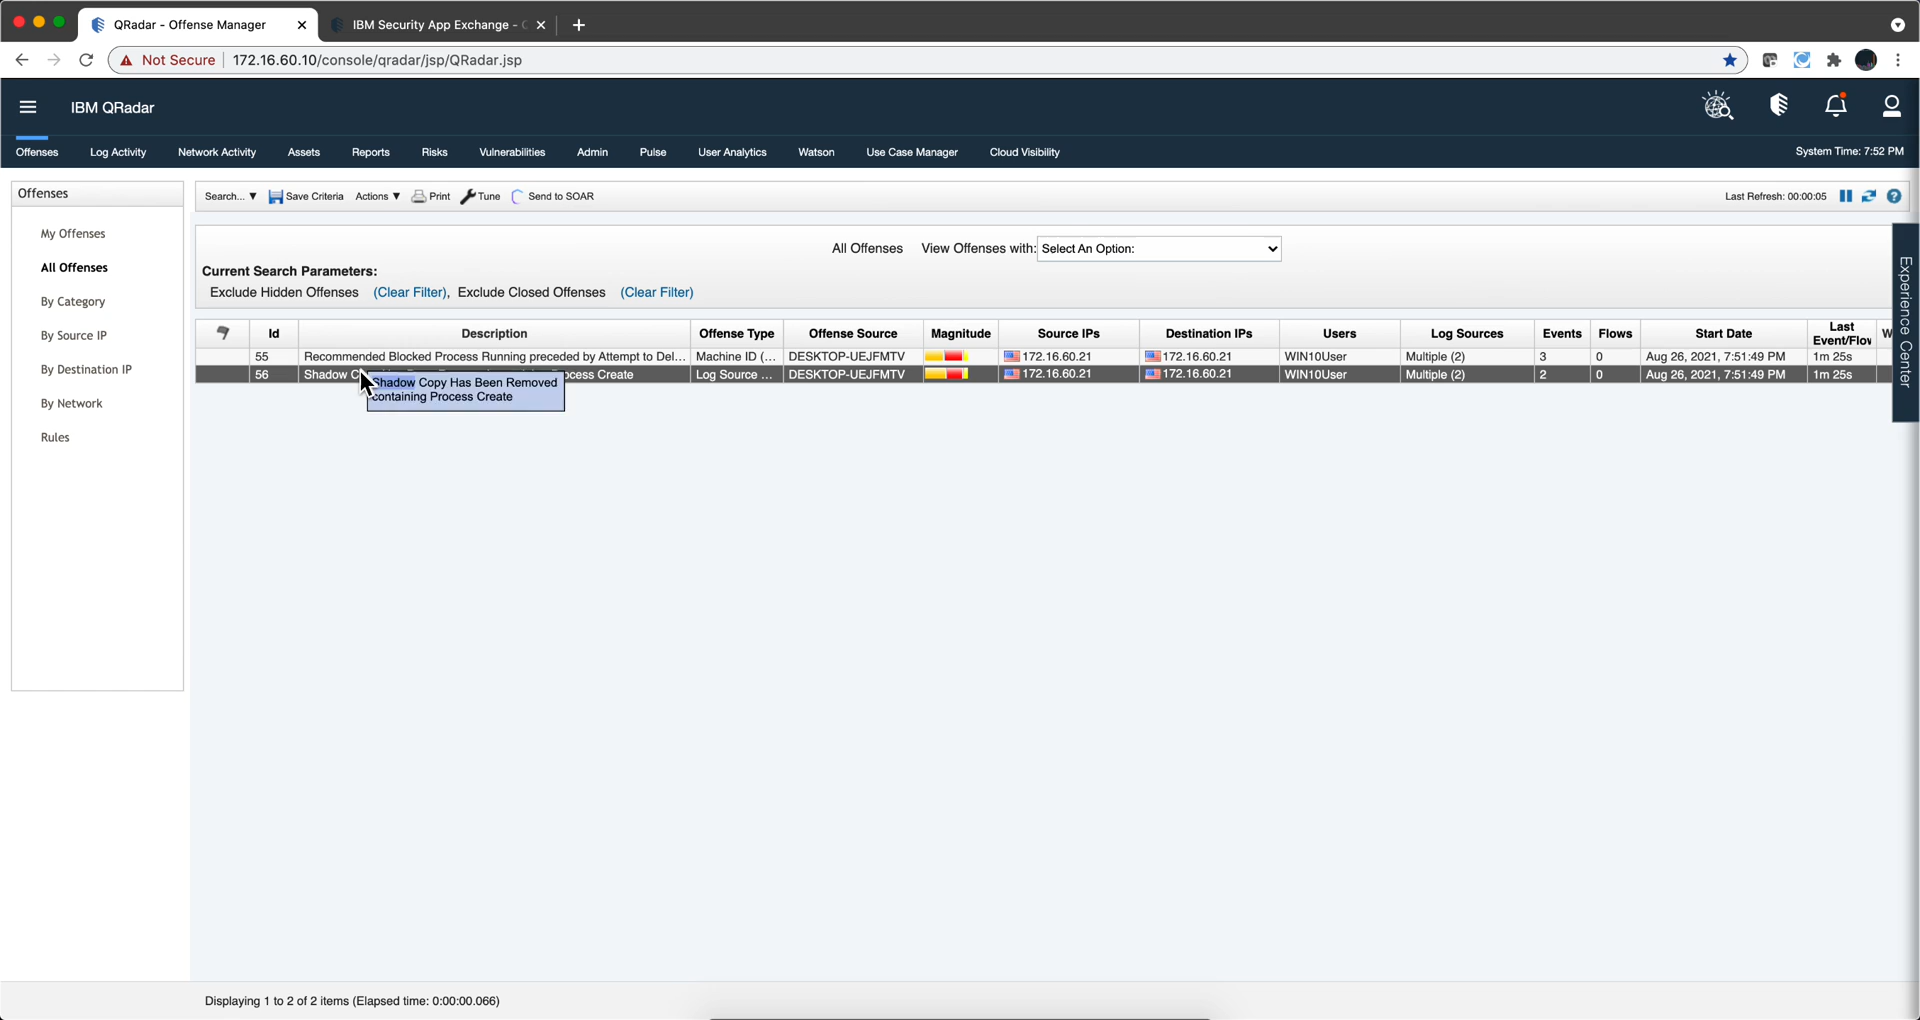 QRadar - Offense Manager
IBM Security App Exchange -
Not Secure
172.16.60.10/console/qradar/jsp/QRadar.jsp
IBM QRadar
Offenses Log Activity Network Activity Assets Reports Risks Vulnerabilities Admin Pulse User Analytics Watson Use Case Manager Cloud Visibility System Time: 7:52 PM
Offenses
My Offenses
All Offenses
By Category
By Source IP
By Destination IP
By Network
Rules
Search... ▼ Save Criteria Actions ▼ Print Tune Send to SOAR Last Refresh: 00:00:05
All Offenses View Offenses with: Select An Option:
Current Search Parameters:
Exclude Hidden Offenses (Clear Filter), Exclude Closed Offenses (Clear Filter)
Id Description Offense Type Offense Source Magnitude Source IPs Destination IPs Users Log Sources Events Flows Start Date Last Event/Flow
55 Recommended Blocked Process Running preceded by Attempt to Del... Machine ID (... DESKTOP-UEJFMTV 172.16.60.21 172.16.60.21 WIN10User Multiple (2) 3 0 Aug 26, 2021, 7:51:49 PM 1m 25s
56 Shadow C ocess Create Log Source ... DESKTOP-UEJFMTV 172.16.60.21 172.16.60.21 WIN10User Multiple (2) 2 0 Aug 26, 2021, 7:51:49 PM 1m 25s
Shadow Copy Has Been Removed
containing Process Create
Experience Center
Displaying 1 to 2 of 2 items (Elapsed time: 0:00:00.066)